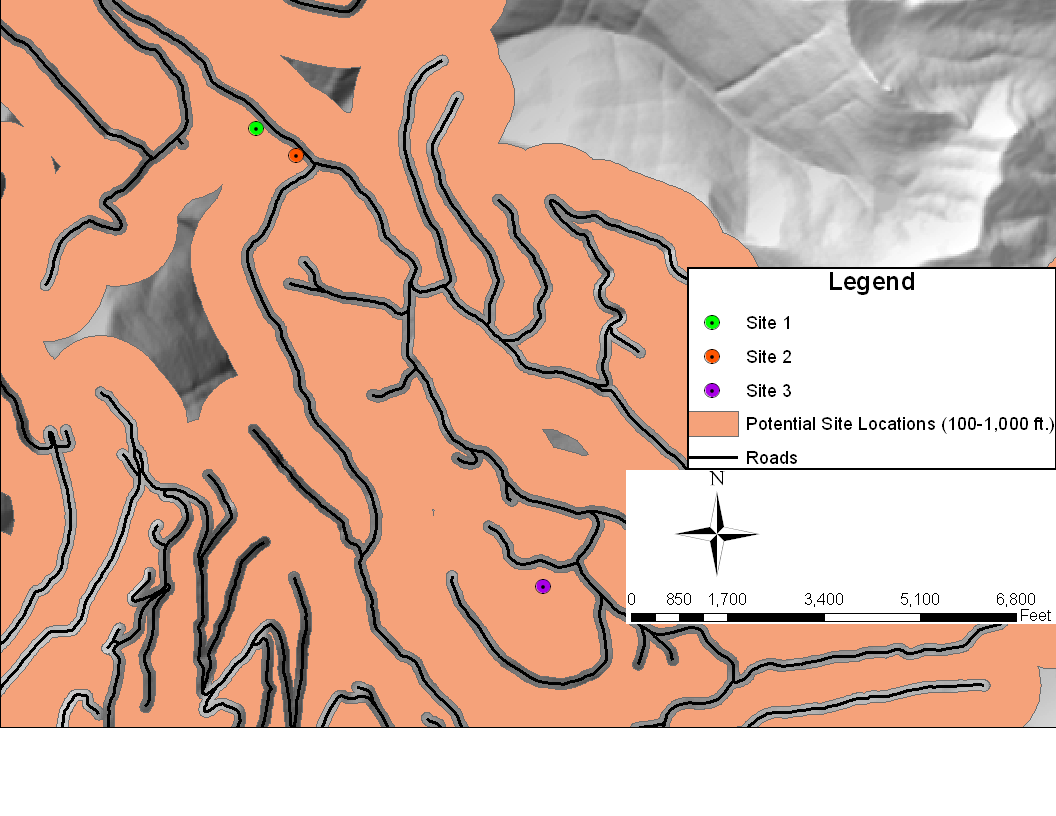 Legend
Site 1
Site 2
Site 3
Potential Site Locations (100-1,000 ft.)
Roads
N
0 850 1,700 3,400 5,100 6,800
Feet